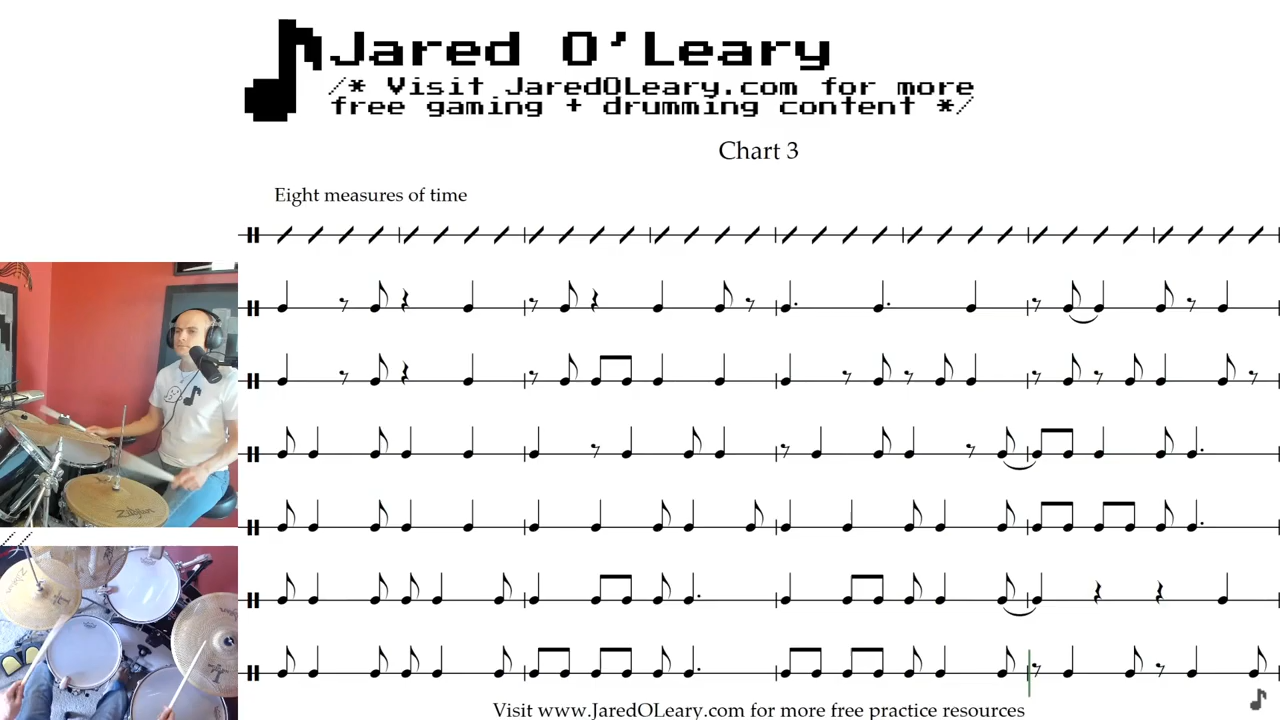 Jared O'Leary
/* Visit JaredOLeary.com for more
free gaming + drumming content */
Chart 3
Eight measures of time
Visit www.JaredOLeary.com for more free practice resources